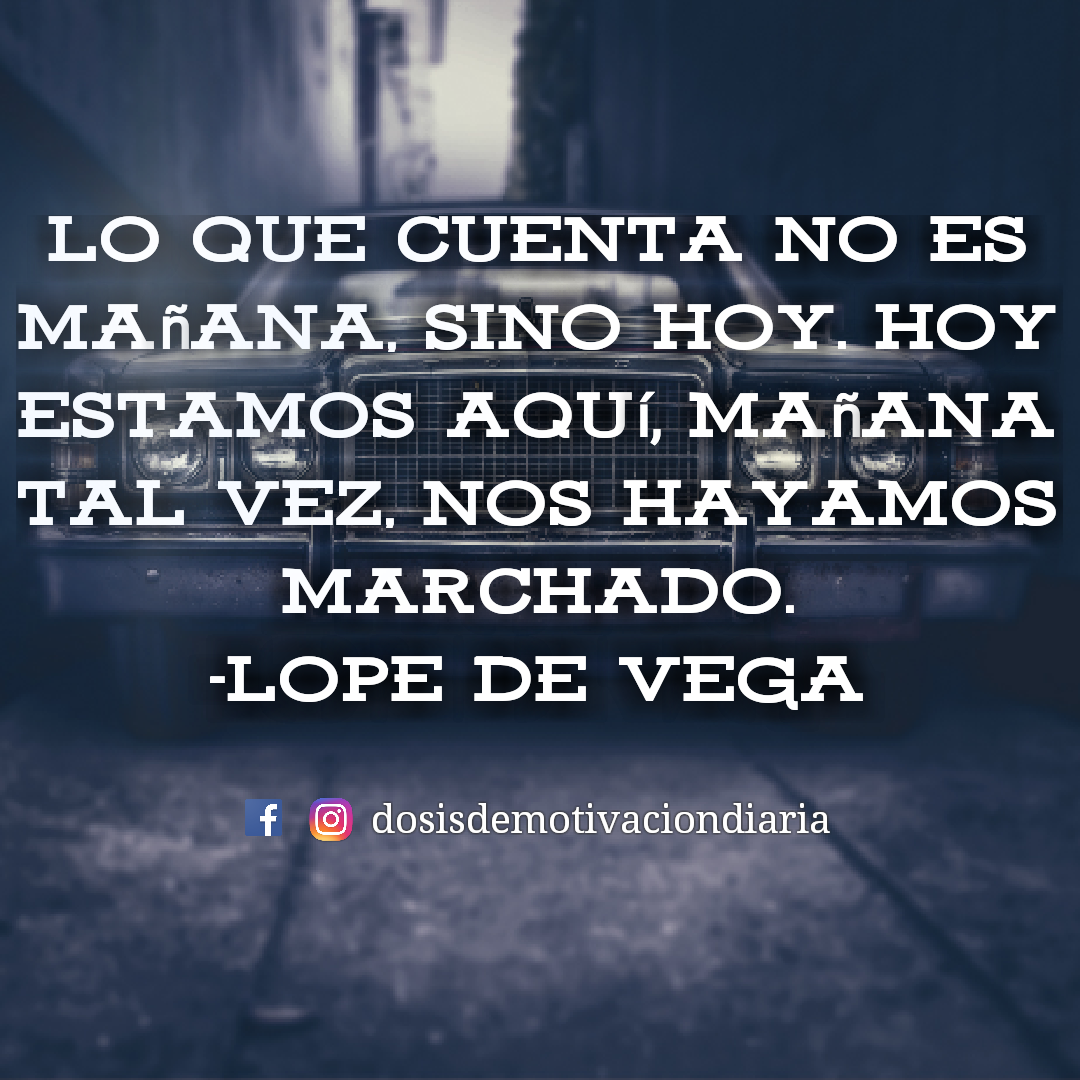 LO QUE CUENTA NO ES
MAñANA, SINO HOY. HOY
ESTAMOS AQUí, MAñANA
TAL VEZ, NOS HAYAMOS
MARCHADO.
-LOPE DE VEGA
dosisdemotivaciondiaria